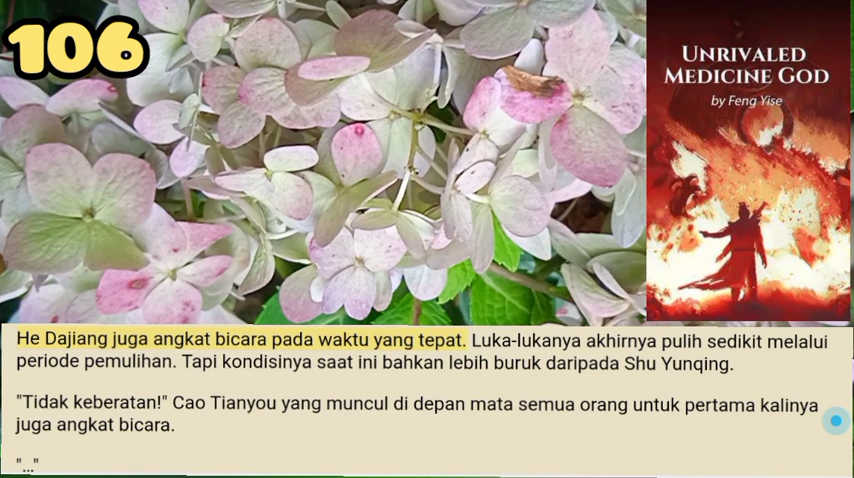 106
UNRIVALED
MEDICINE GOD
by Feng Yise
He Dajiang juga angkat bicara pada waktu yang tepat. Luka-lukanya akhirnya pulih sedikit melalui
periode pemulihan. Tapi kondisinya saat ini bahkan lebih buruk daripada Shu Yunqing.
"Tidak keberatan!" Cao Tianyou yang muncul di depan mata semua orang untuk pertama kalinya
juga angkat bicara.
"..."